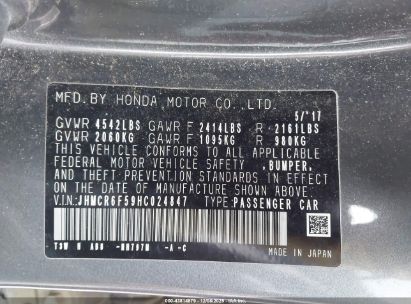 MFD.BY HONDA MOTOR CO.,LTD.
5/'17
GVWR 4542LBS GAWR F 2414LBS R 2161LBS
GVWR 2060KG GAWR F 1095KG R 980KG
THIS VEHICLE CONFORMS TO ALL APPLICABLE
FEDERAL MOTOR VEHICLE SAFETY, BUMPER,
AND THEFT PREVENTION STANDARDS IN EFFECT
ON THE DATE OF MANUFACTURE SHOWN ABOVE.
V.I.N:JHMCR6F59HC024847 TYPE:PASSENGER CAR
-A-C
MADE IN JAPAN